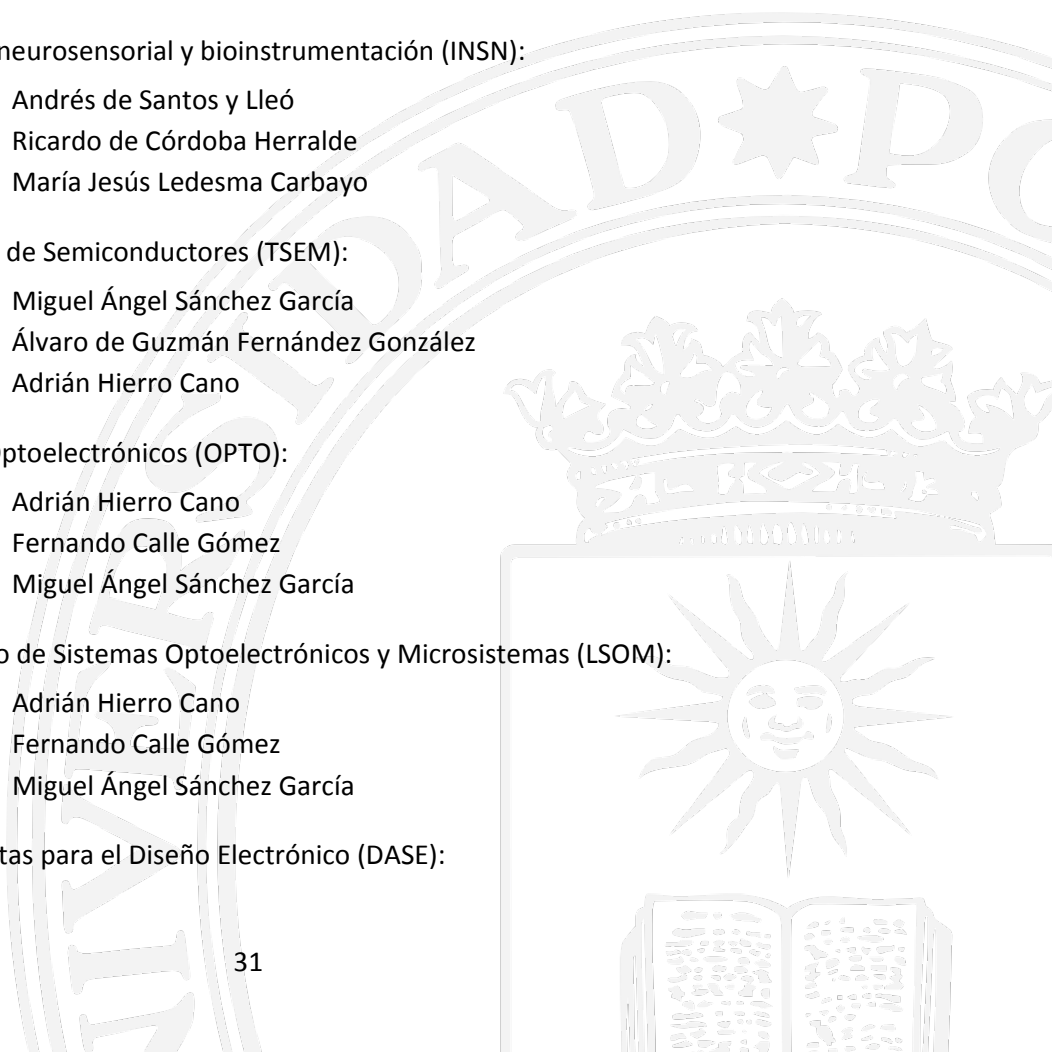 neurosensorial y bioinstrumentación (INSN):
Andrés de Santos y Lleó
Ricardo de Córdoba Herralde
María Jesús Ledesma Carbayo
de Semiconductores (TSEM):
Miguel Ángel Sánchez García
Álvaro de Guzmán Fernández González
Adrián Hierro Cano
ptoelectrónicos (OPTO):
Adrián Hierro Cano
Fernando Calle Gómez
Miguel Ángel Sánchez García
o de Sistemas Optoelectrónicos y Microsistemas (LSOM):
Adrián Hierro Cano
Fernando Calle Gómez
Miguel Ángel Sánchez García
tas para el Diseño Electrónico (DASE):
31
IVERSIDAD PO